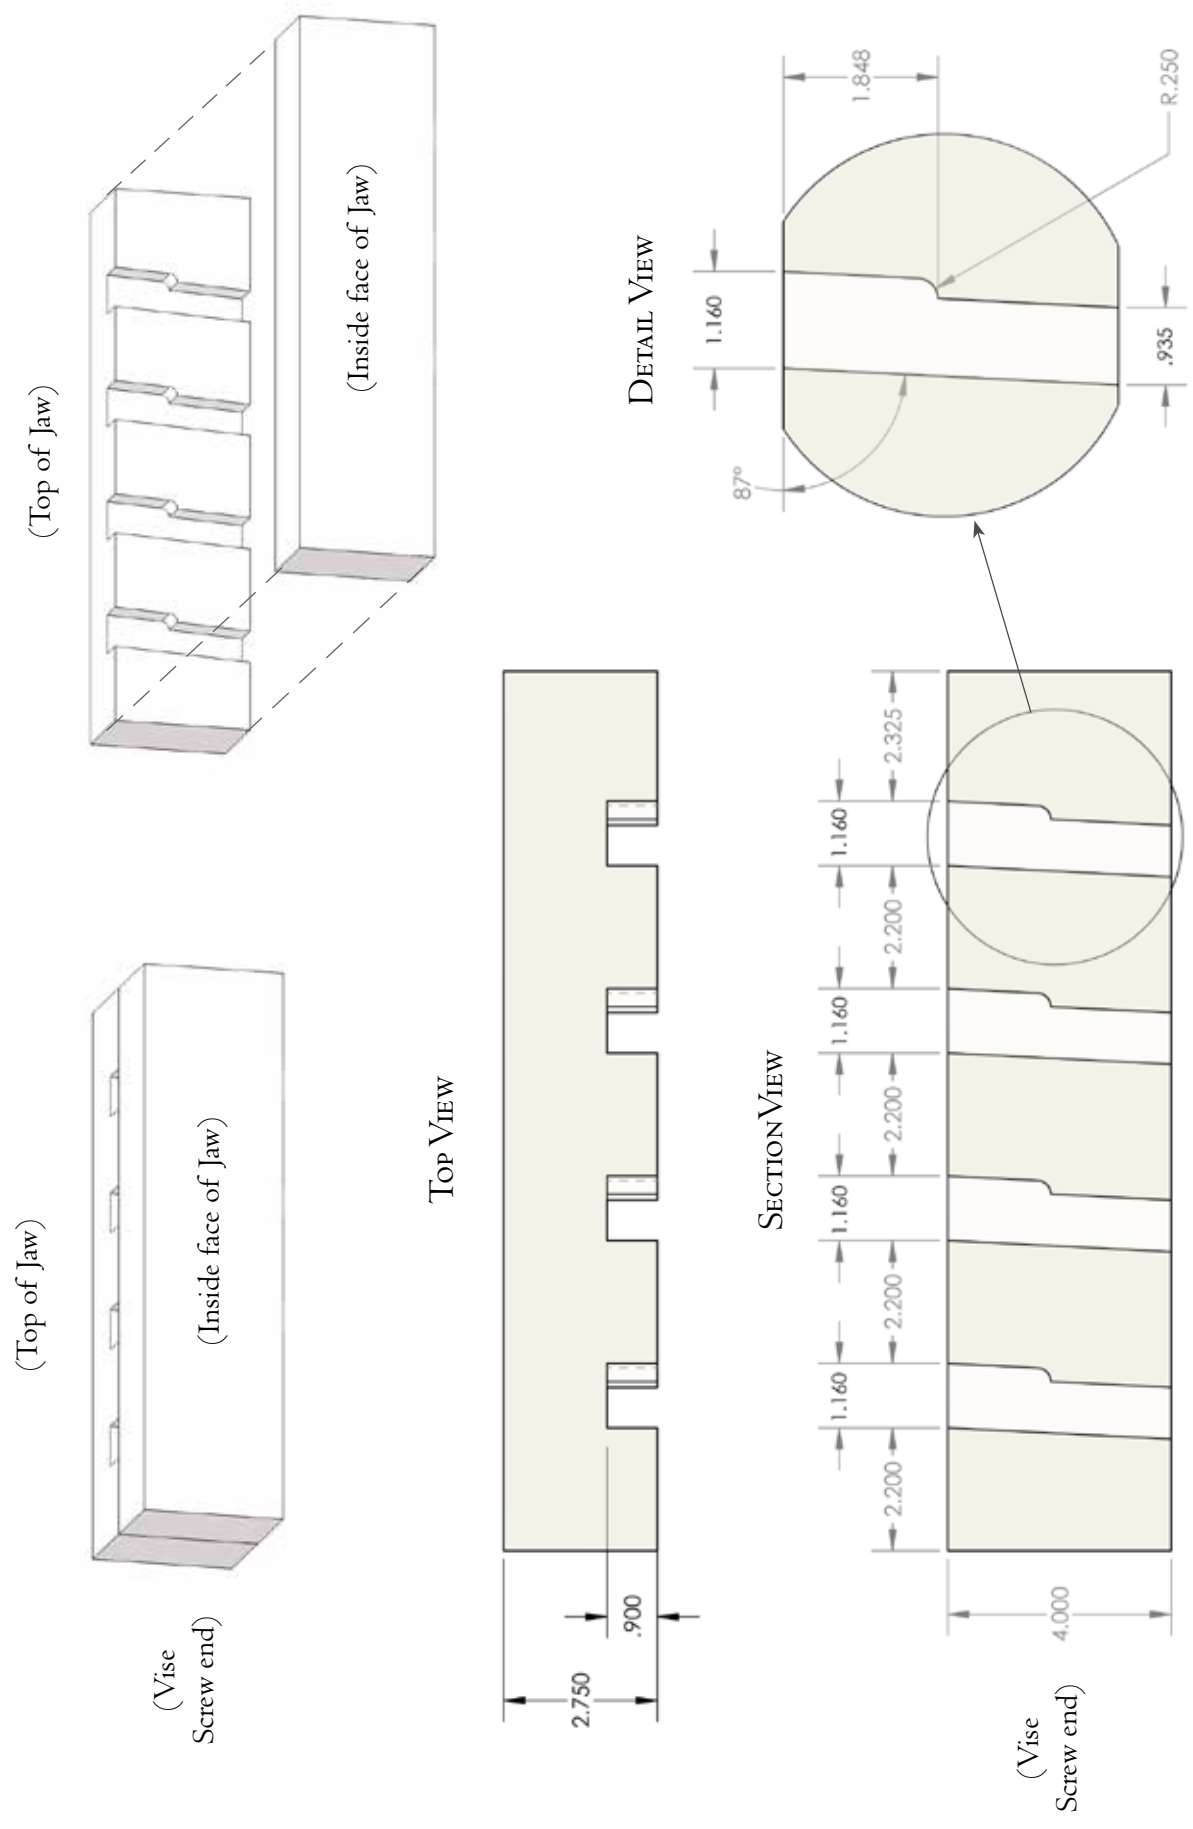 (Top of Jaw)
(Inside face of Jaw)
(Vise
Screw end)
(Top of Jaw)
(Inside face of Jaw)
Top View
2.750
.900
Section View
1.160
1.160
1.160
1.160
2.200
2.200
2.200
2.200
2.325
4.000
(Vise
Screw end)
Detail View
1.160
87°
1.848
R.250
.935